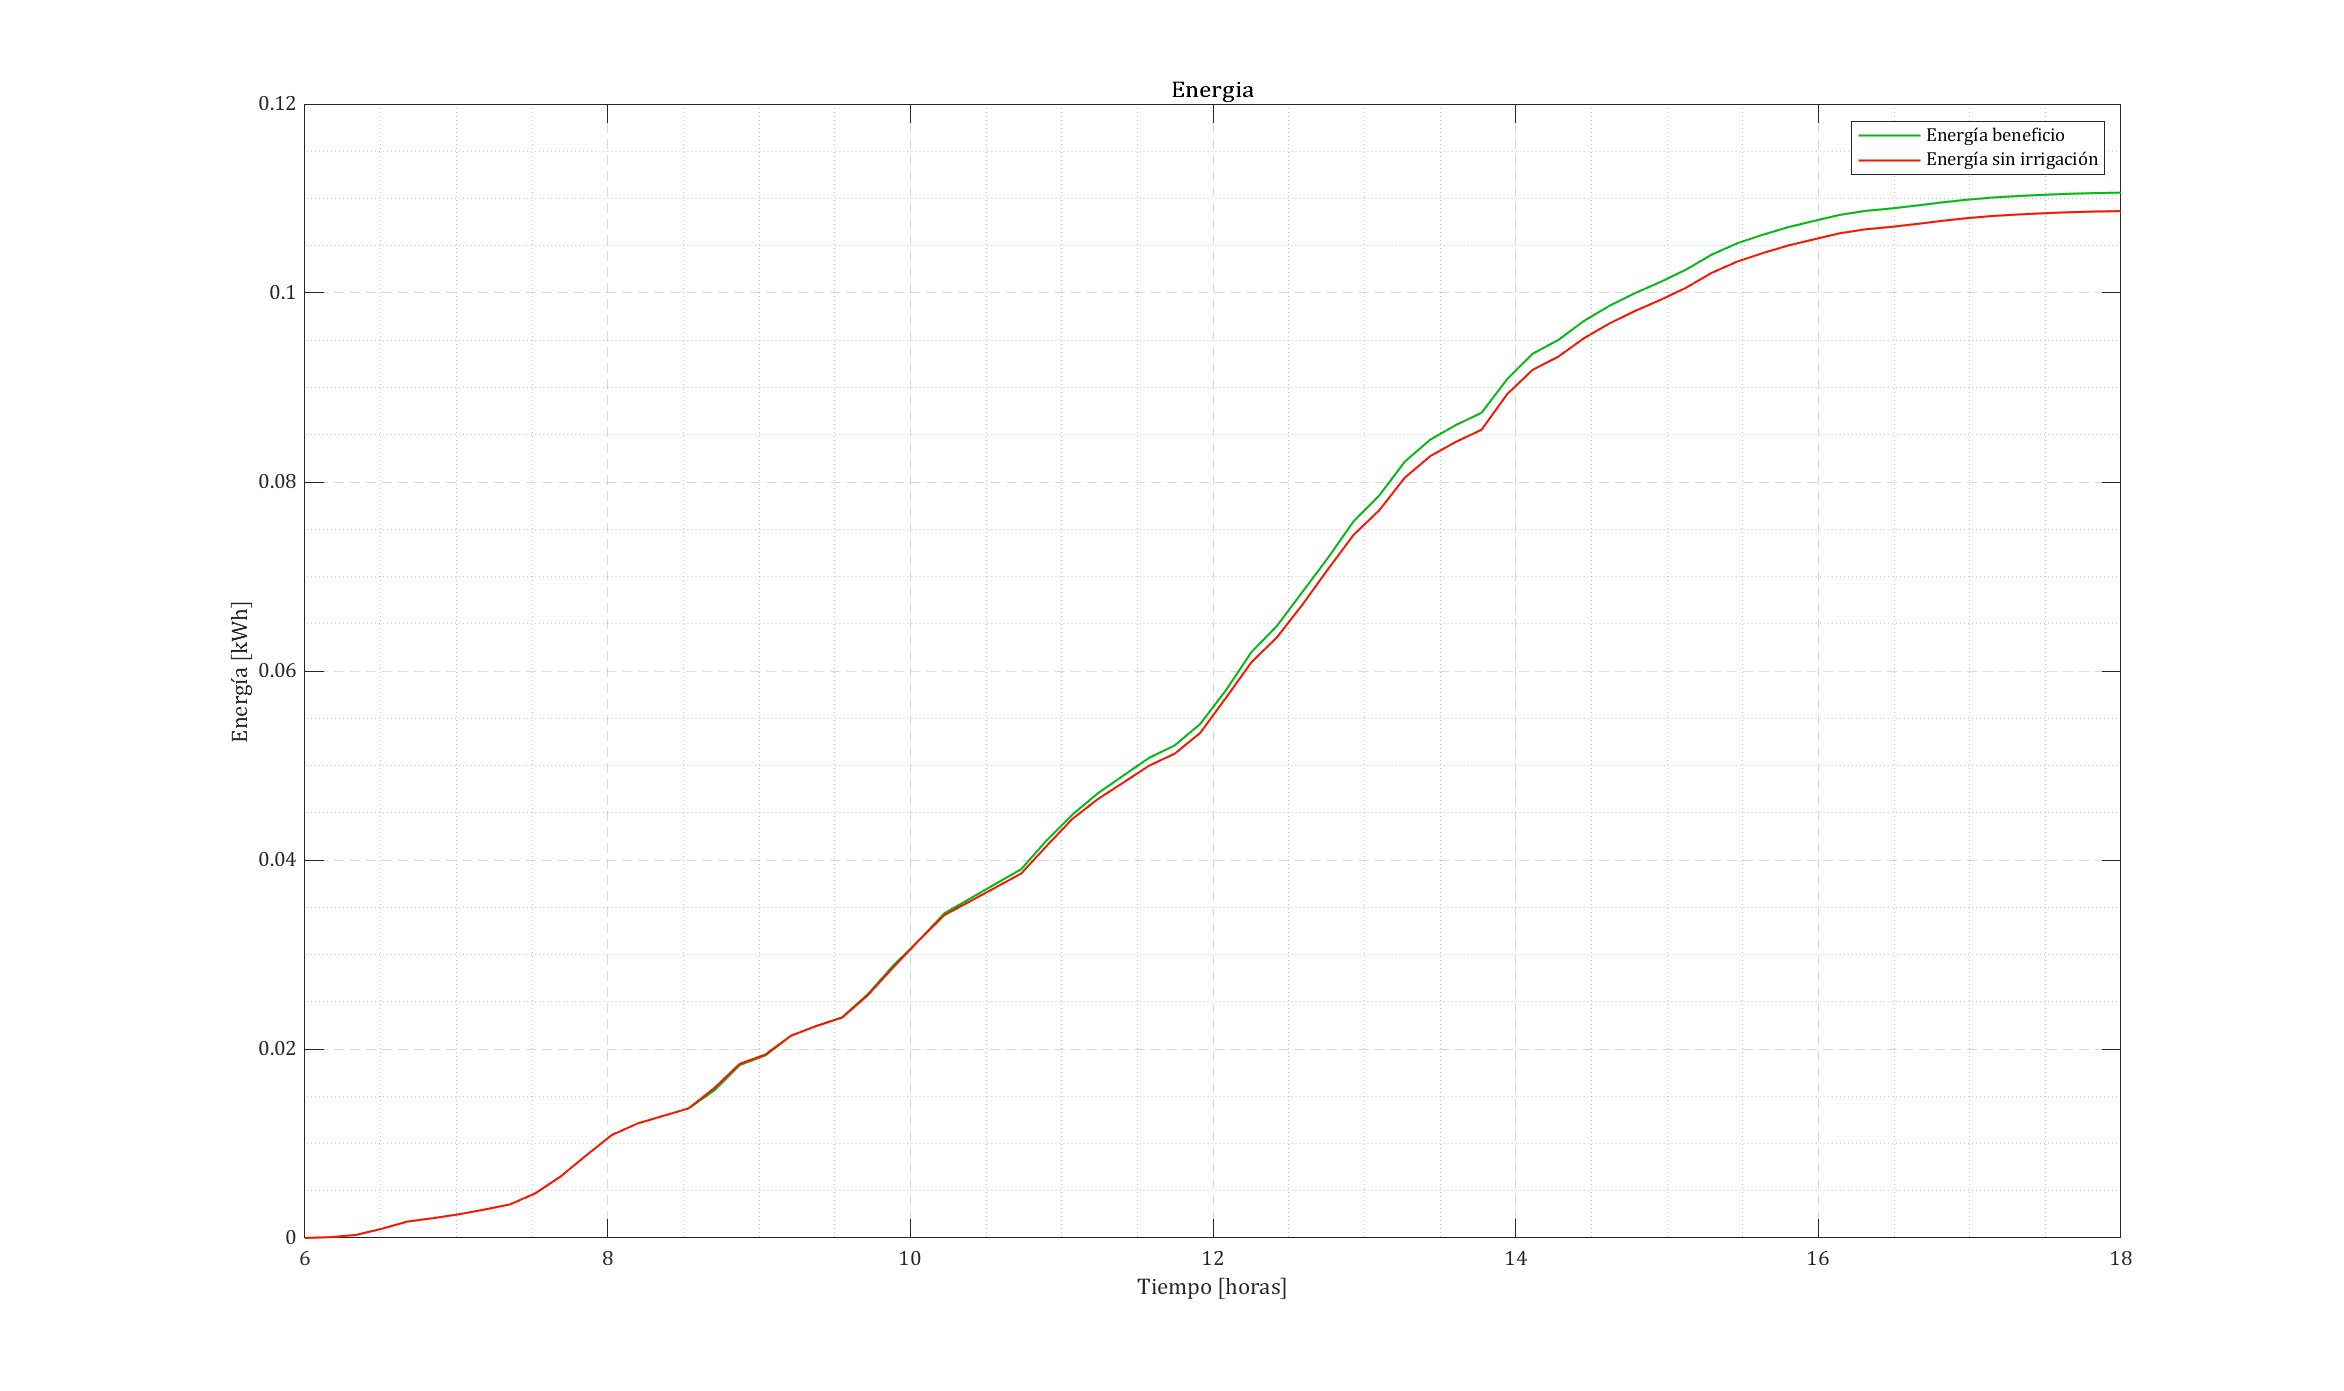 Energia
0.12
0.1
0.08
0.06
0.04
0.02
0
Energía [kWh]
Energía beneficio
Energía sin irrigación
6 8 10 12 14 16 18
Tiempo [horas]